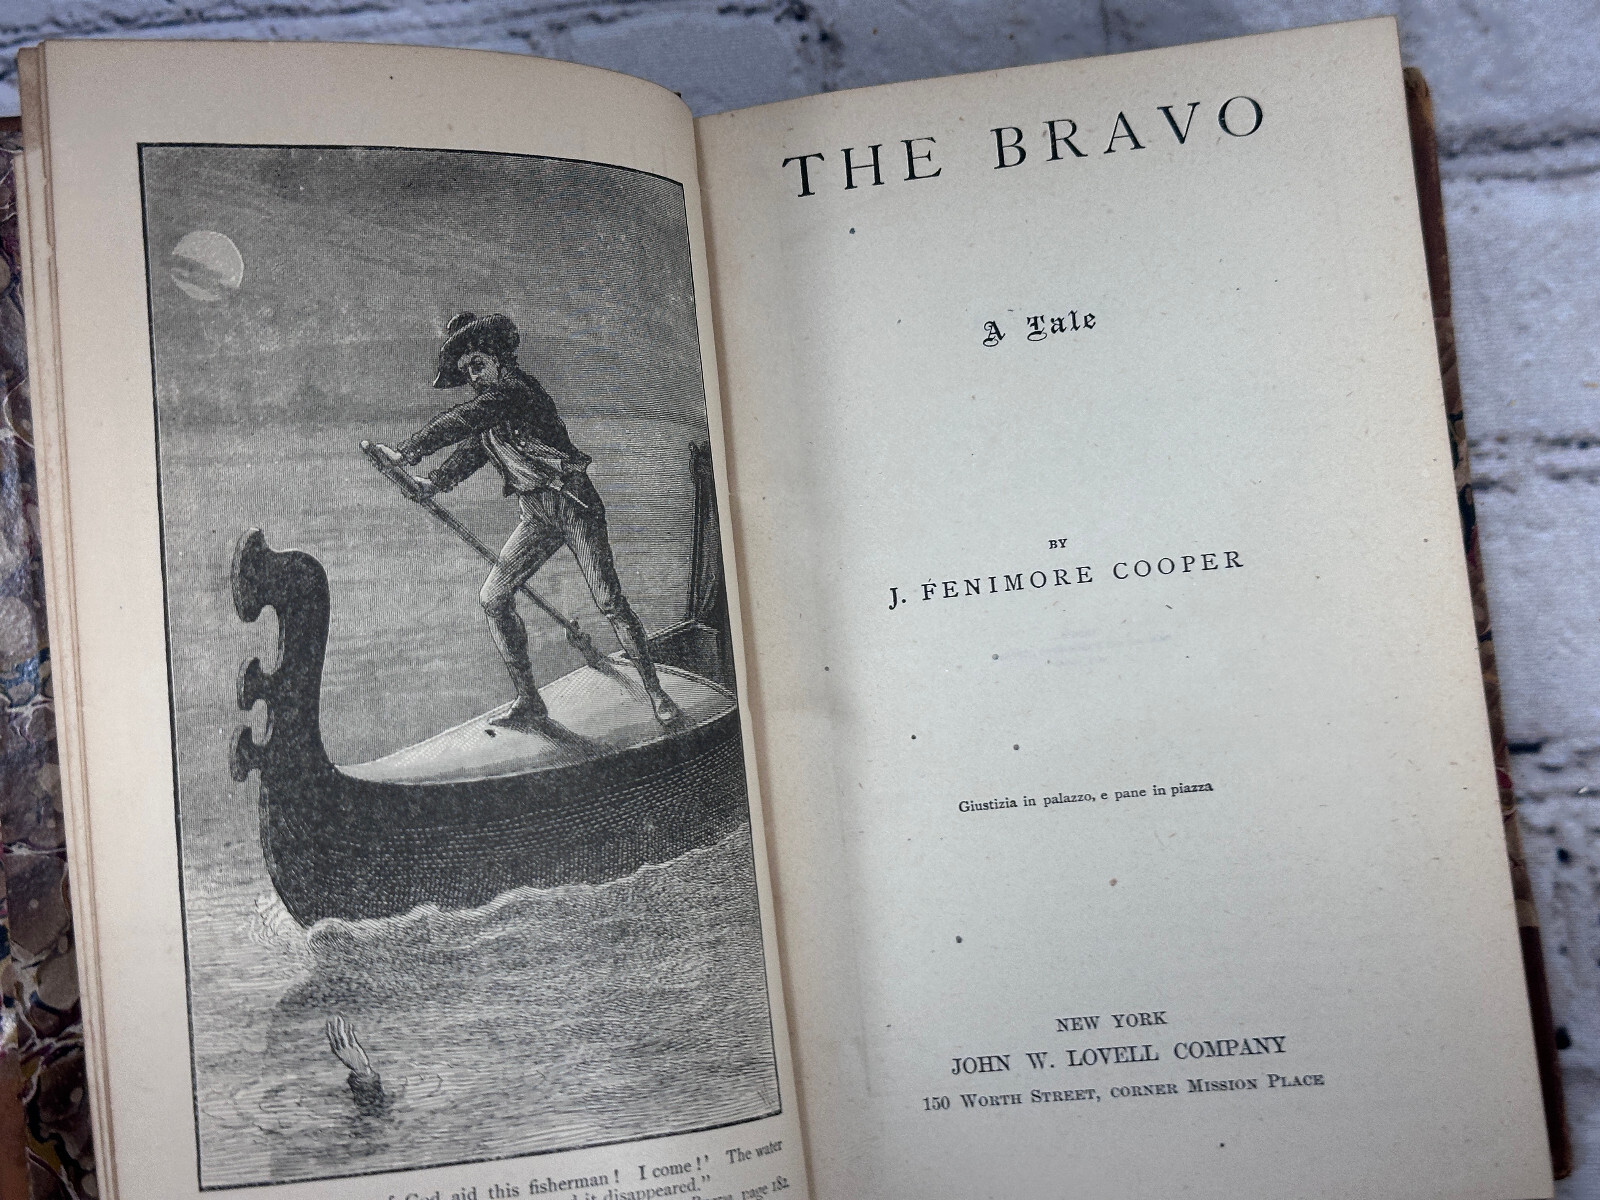 THE BRAVO
A Tale
BY
J. FENIMORE COOPER
Giustizia in palazzo, e pane in piazza
NEW YORK
JOHN W. LOVELL COMPANY
150 WORTH STREET, CORNER MISSION PLACE
God aid this fisherman! I come!' The water
it disappeared."
page 182